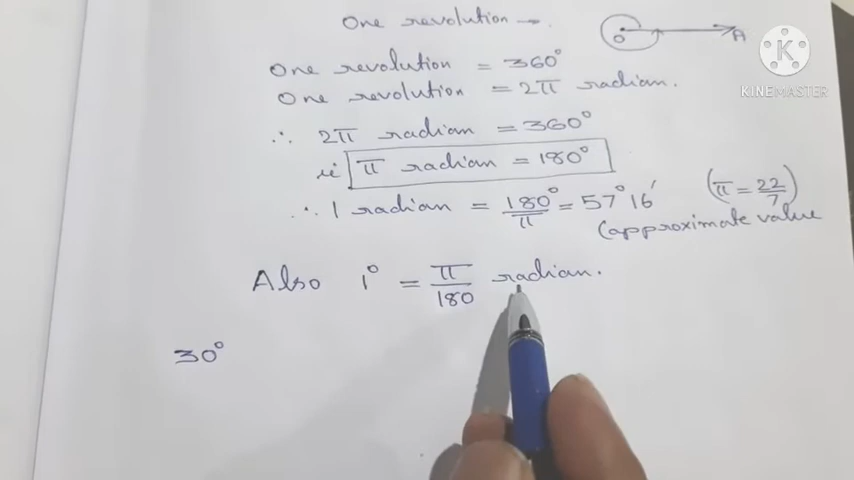 One revolution →
O A
One revolution = 360°
One revolution = 2π radian.
∴ 2π radian = 360°
ie π radian = 180°
∴ 1 radian = 180°/π = 57° 16' (π = 22/7)
(approximate value
Also 1° = π/180 radian.
30°
K
KINEMASTER